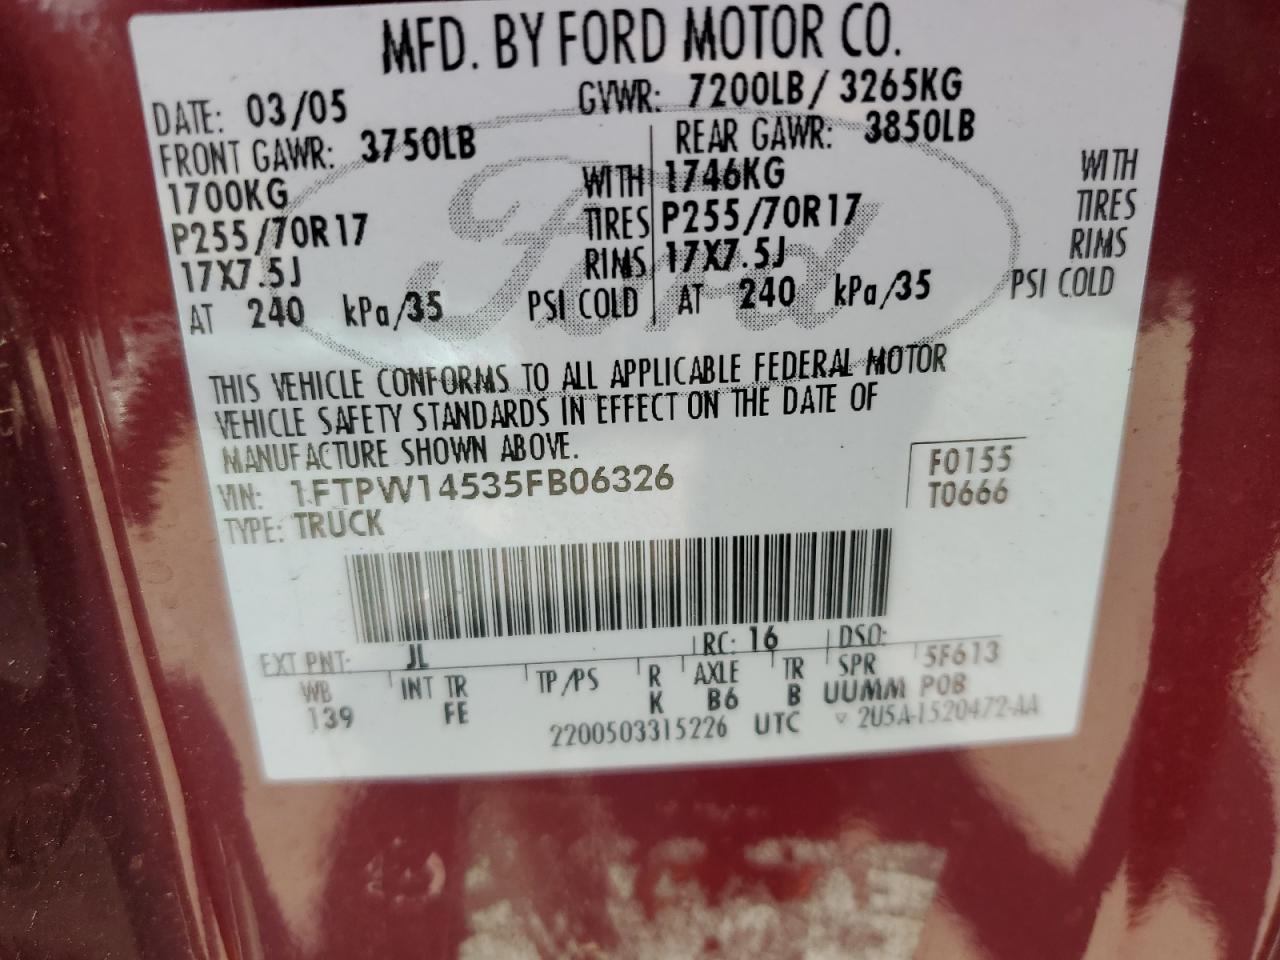 MFD. BY FORD MOTOR CO.
DATE: 03/05 GVWR: 7200LB / 3265KG
FRONT GAWR: 3750LB REAR GAWR: 3850LB
1700KG WITH 1746KG WITH
P255/70R17 TIRES P255/70R17 TIRES
17X7.5J RIMS 17X7.5J RIMS
AT 240 kPa/35 PSI COLD AT 240 kPa/35 PSI COLD
Ford
THIS VEHICLE CONFORMS TO ALL APPLICABLE FEDERAL MOTOR
VEHICLE SAFETY STANDARDS IN EFFECT ON THE DATE OF
MANUFACTURE SHOWN ABOVE.
VIN: 1FTPW14535FB06326 F0155
TYPE: TRUCK T0666
EXT PNT: JL RC: 16 DSO: 5F613
WB INT TR TP/PS R AXLE TR SPR
139 FE K B6 B UUMM P0B
2200503315226 UTC ▽ 2U5A-1520472-AA